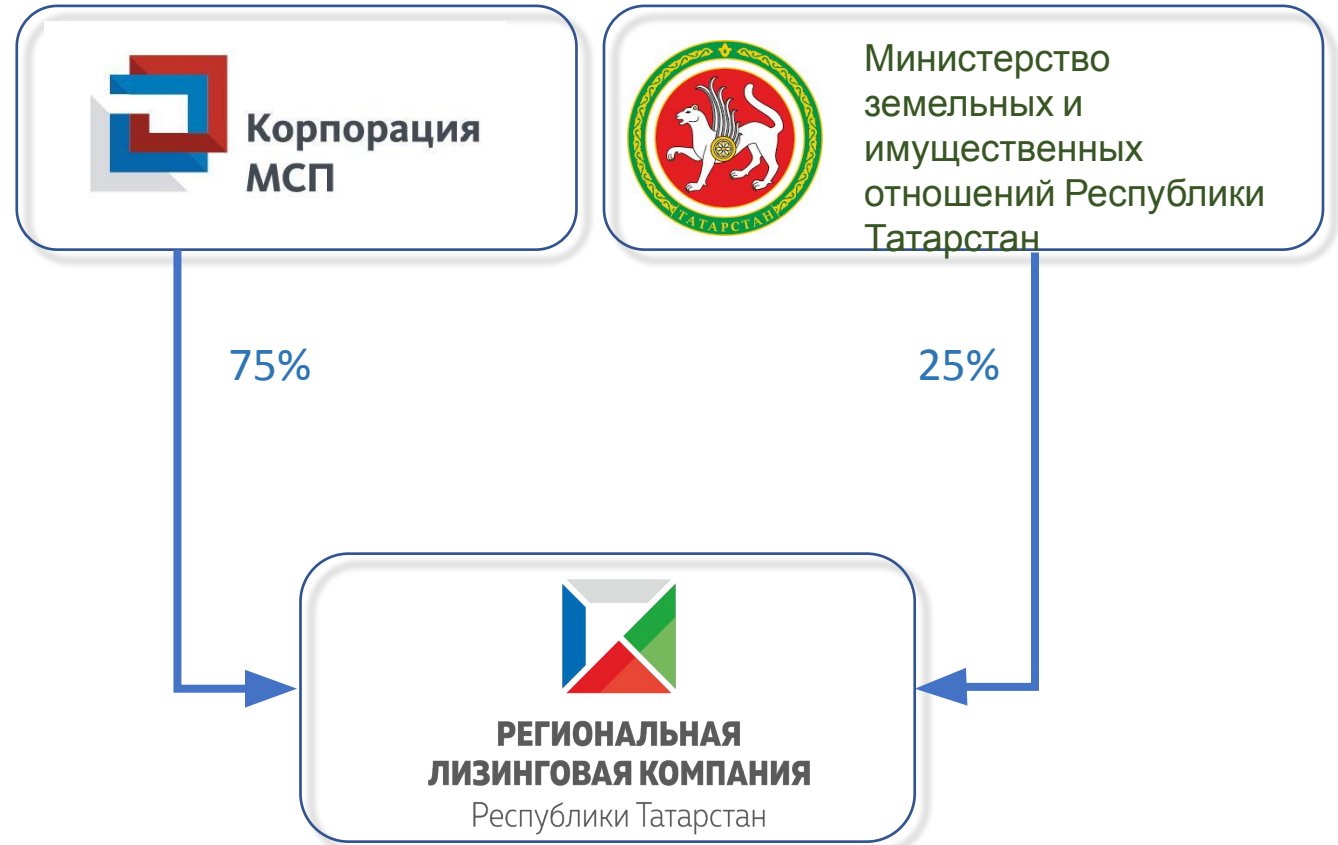 Корпорация
МСП
ТАТАРСТАН
Министерство
земельных и
имущественных
отношений Республики
Татарстан
75%
25%
РЕГИОНАЛЬНАЯ
ЛИЗИНГОВАЯ КОМПАНИЯ
Республики Татарстан